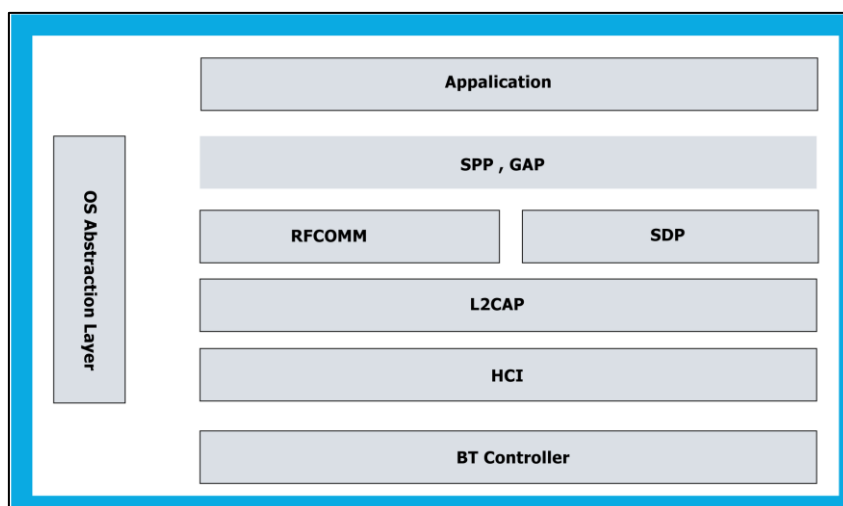 Appalication
SPP , GAP
OS Abstraction Layer
RFCOMM
SDP
L2CAP
HCI
BT Controller